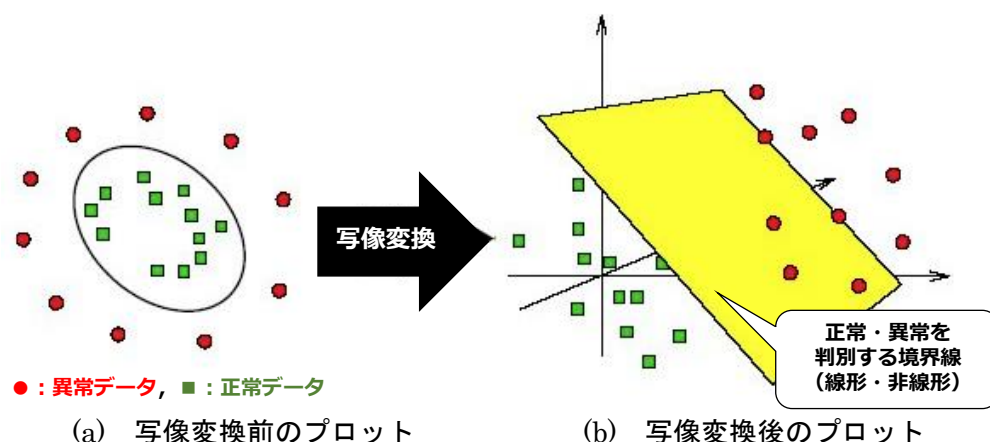 写像変換
正常・異常を
判別する境界線
(線形・非線形)
●:異常データ, ■:正常データ
(a) 写像変換前のプロット
(b) 写像変換後のプロット